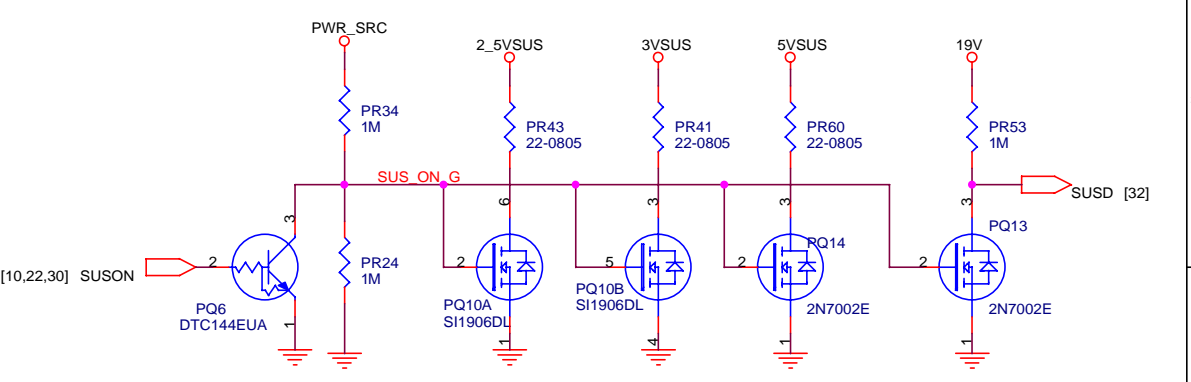 PWR_SRC
2_5VSUS
3VSUS
5VSUS
19V
PR34
1M
PR43
22-0805
PR41
22-0805
PR60
22-0805
PR53
1M
SUS_ON_G
SUSD [32]
3
6
3
3
3
PQ14
PQ13
[10,22,30] SUSON
2
PR24
1M
2
5
2
2
PQ6
DTC144EUA
PQ10A
SI1906DL
PQ10B
SI1906DL
2N7002E
2N7002E
1
1
4
1
1